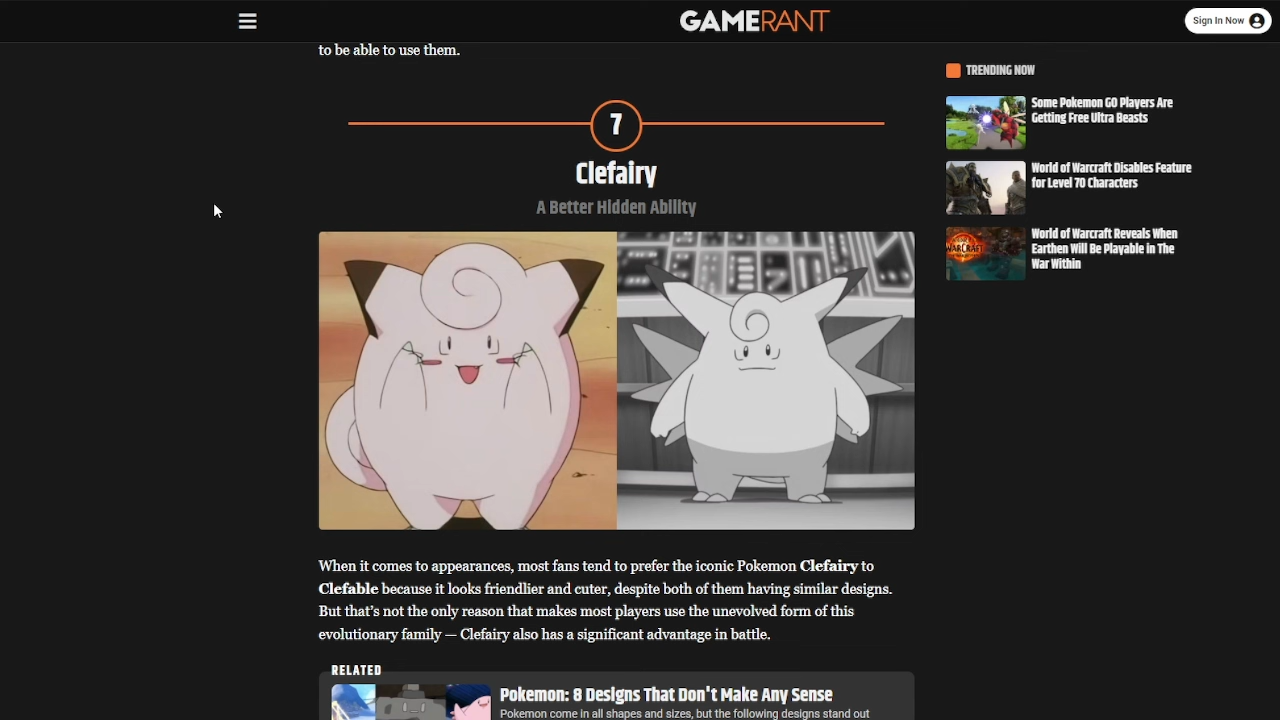 GAMERANT
Sign In Now
to be able to use them.
7
Clefairy
A Better Hidden Ability
When it comes to appearances, most fans tend to prefer the iconic Pokemon Clefairy to
Clefable because it looks friendlier and cuter, despite both of them having similar designs.
But that’s not the only reason that makes most players use the unevolved form of this
evolutionary family — Clefairy also has a significant advantage in battle.
RELATED
Pokemon: 8 Designs That Don't Make Any Sense
Pokemon come in all shapes and sizes, but the following designs stand out
TRENDING NOW
Some Pokemon GO Players Are
Getting Free Ultra Beasts
World of Warcraft Disables Feature
for Level 70 Characters
WARCRAFT
World of Warcraft Reveals When
Earthen Will Be Playable in The
War Within